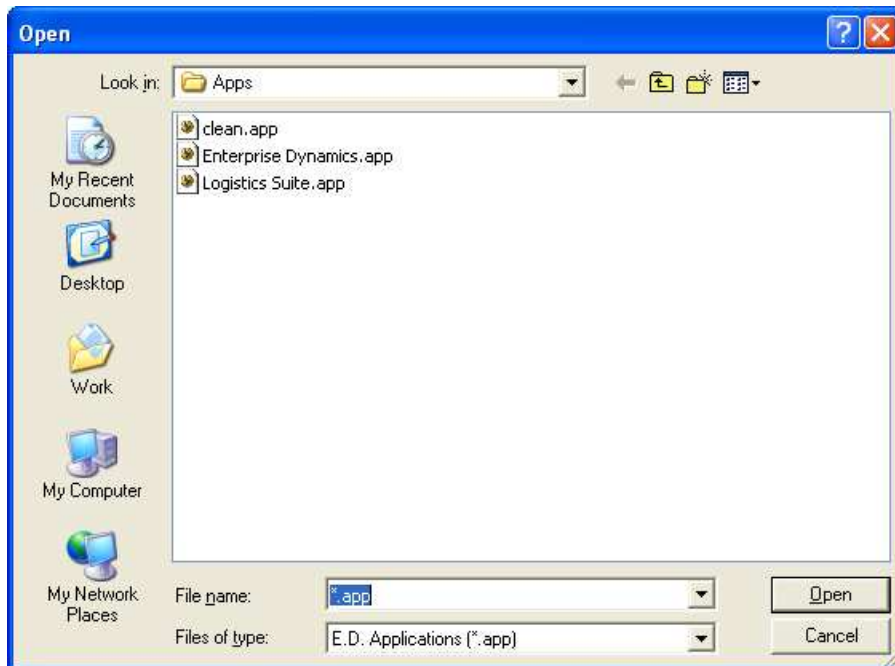 Open
Look in:
Apps
clean.app
Enterprise Dynamics.app
Logistics Suite.app
My Recent
Documents
Desktop
Work
My Computer
My Network
Places
File name:
*.app
Open
Files of type:
E.D. Applications (*.app)
Cancel